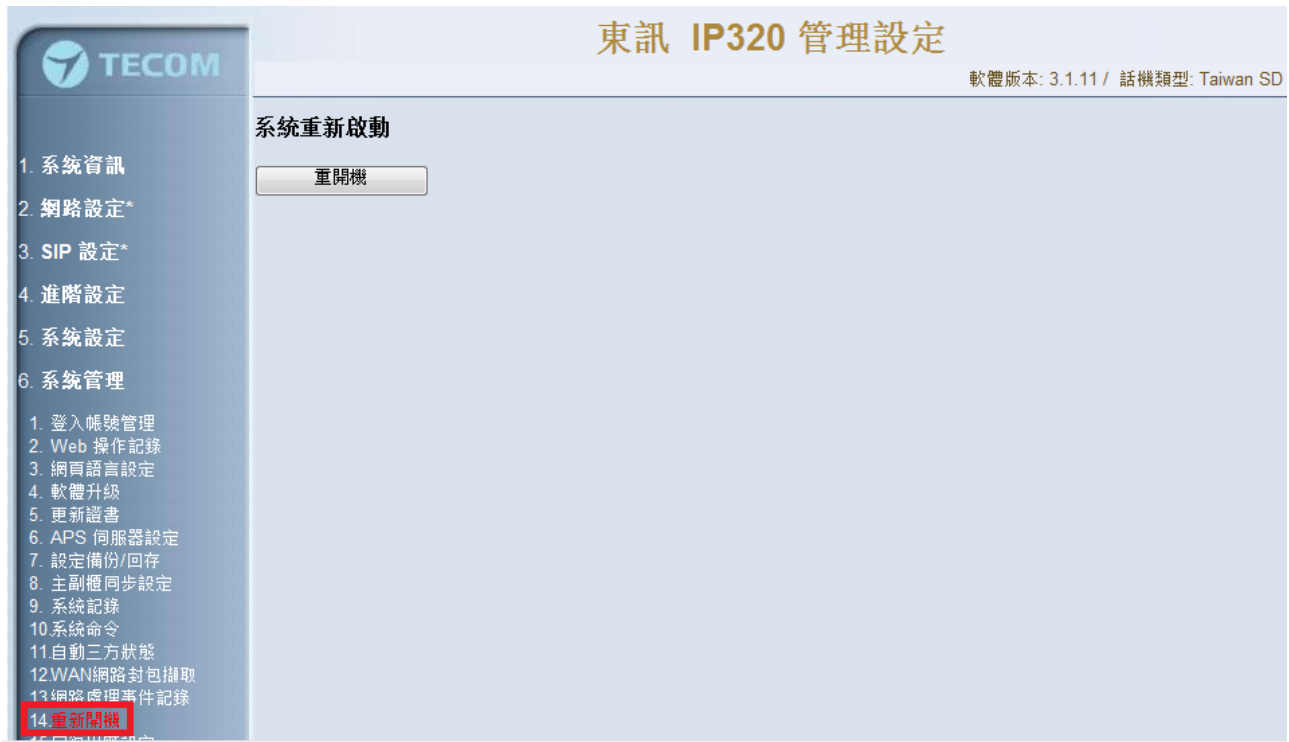 TECOM
東訊 IP320 管理設定
軟體版本: 3.1.11 / 話機類型: Taiwan SD
系統重新啟動
重開機
1. 系統資訊
2. 網路設定*
3. SIP 設定*
4. 進階設定
5. 系統設定
6. 系統管理
1. 登入帳號管理
2. Web 操作記錄
3. 網頁語言設定
4. 軟體升級
5. 更新證書
6. APS 伺服器設定
7. 設定備份/回存
8. 主副櫃同步設定
9. 系統記錄
10.系統命令
11.自動三方狀態
12.WAN網路封包擷取
13.網路處理事件記錄
14.重新開機